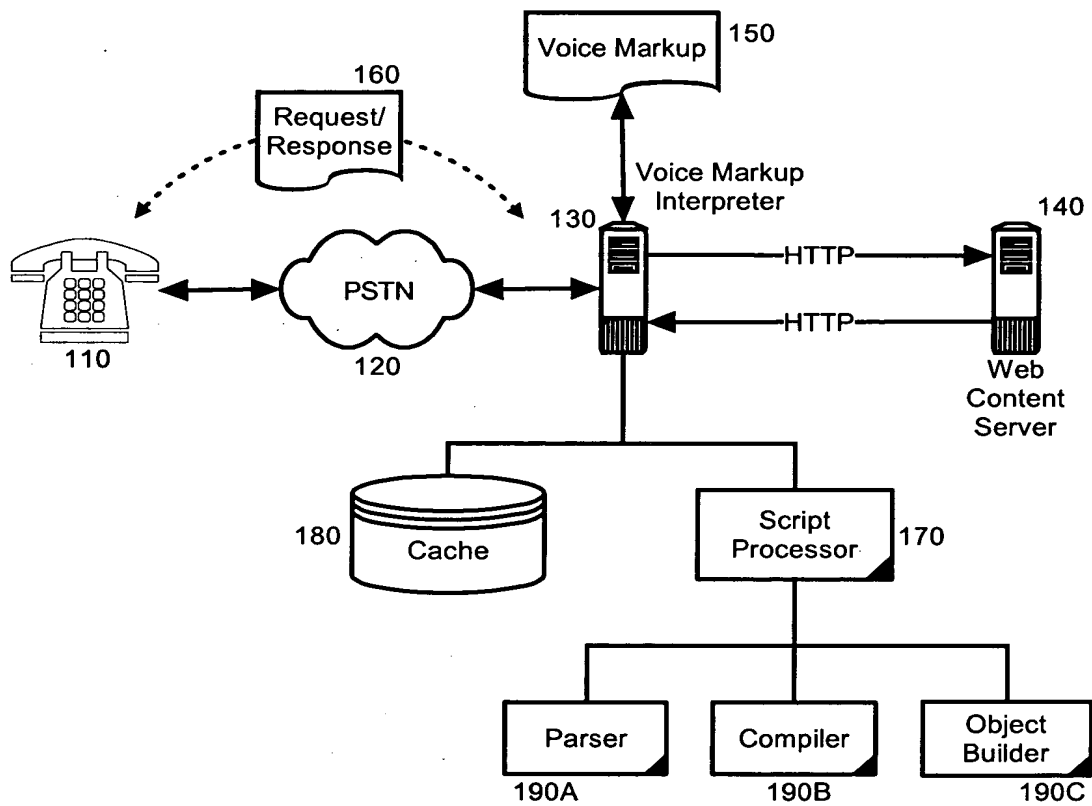 Voice Markup
150
160
Request/
Response
Voice Markup
Interpreter
130
140
HTTP
PSTN
HTTP
110
120
Web
Content
Server
180
Cache
Script
Processor
170
Parser
Compiler
Object
Builder
190A
190B
190C